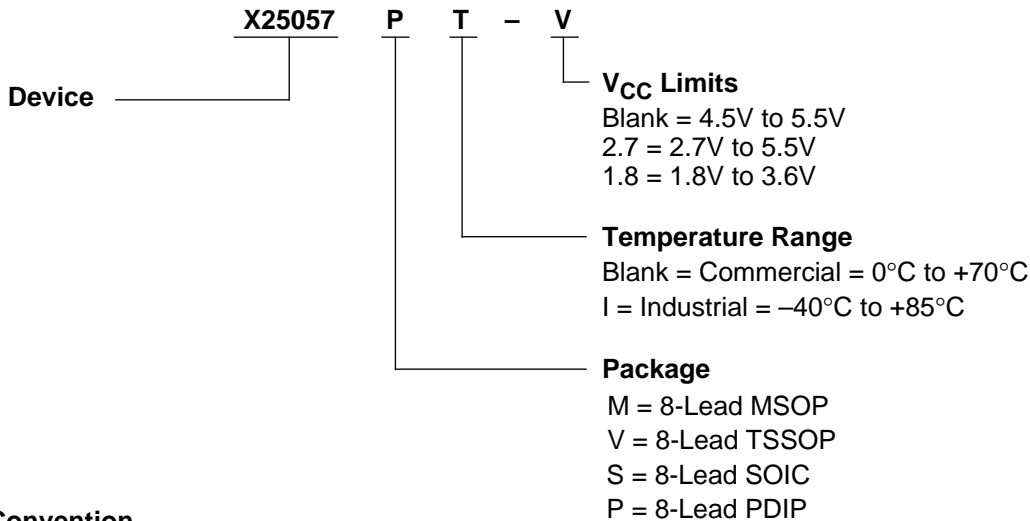 X25057 P T – V
Device
VCC Limits
Blank = 4.5V to 5.5V
2.7 = 2.7V to 5.5V
1.8 = 1.8V to 3.6V
Temperature Range
Blank = Commercial = 0°C to +70°C
I = Industrial = –40°C to +85°C
Package
M = 8-Lead MSOP
V = 8-Lead TSSOP
S = 8-Lead SOIC
P = 8-Lead PDIP
Convention